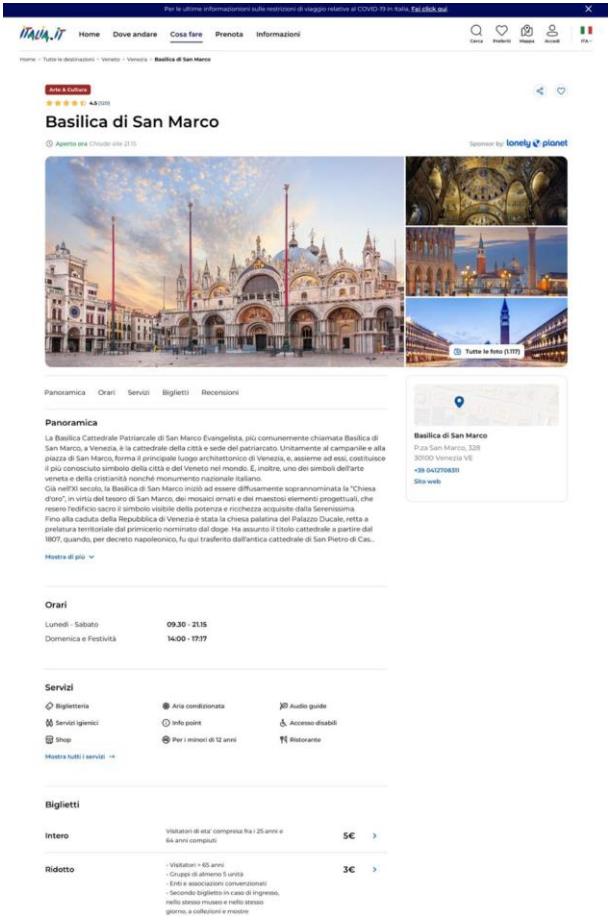 Per le ultime informazionioni sulle restrizioni di viaggio relative al COVID-19 in Italia, Fai click qui.
ITALIA.IT
Home Dove andare Cosa fare Prenota Informazioni
Cerca Preferiti Mappa Accedi ITA
Home - Tutte le destinazioni - Veneto - Venezia - Basilica di San Marco
Arte & Cultura
4.5 (120)
Basilica di San Marco
Aperto ora Chiude alle 21:15
Sponsor by: lonely planet
Tutte le foto (1.117)
Panoramica Orari Servizi Biglietti Recensioni
Panoramica
La Basilica Cattedrale Patriarcale di San Marco Evangelista, più comunemente chiamata Basilica di
San Marco, a Venezia, è la cattedrale della città e sede del patriarcato. Unitamente al campanile e alla
piazza di San Marco, forma il principale luogo architettonico di Venezia, e, assieme ad essi, costituisce
il più conosciuto simbolo della città e del Veneto nel mondo. È, inoltre, uno dei simboli dell'arte
veneta e della cristianità nonché monumento nazionale italiano.
Già nell'XI secolo, la Basilica di San Marco iniziò ad essere diffusamente soprannominata la "Chiesa
d'oro", in virtù del tesoro di San Marco, dei mosaici ornati e dei maestosi elementi progettuali, che
resero l'edificio sacro il simbolo visibile della potenza e ricchezza acquisite dalla Serenissima.
Fino alla caduta della Repubblica di Venezia è stata la chiesa palatina del Palazzo Ducale, retta a
prelatura territoriale dal primicerio nominato dal doge. Ha assunto il titolo cattedrale a partire dal
1807, quando, per decreto napoleonico, fu qui trasferito dall'antica cattedrale di San Pietro di Cas...
Mostra di più
Basilica di San Marco
P.za San Marco, 328
30100 Venezia VE
+39 0412708311
Sito web
Orari
Lunedì - Sabato 09.30 - 21.15
Domenica e Festività 14:00 - 17:17
Servizi
Biglietteria Aria condizionata Audio guide
Servizi igienici Info point Accesso disabili
Shop Per i minori di 12 anni Ristorante
Mostra tutti i servizi
Biglietti
Intero Visitatori di eta' compresa fra i 25 anni e
64 anni compiuti 5€
Ridotto - Visitatori > 65 anni 3€
- Gruppi di almeno 5 unità
- Enti e associazioni convenzionati
- Secondo biglietto in caso di ingresso,
nello stesso museo e nello stesso
giorno, a collezioni e mostre